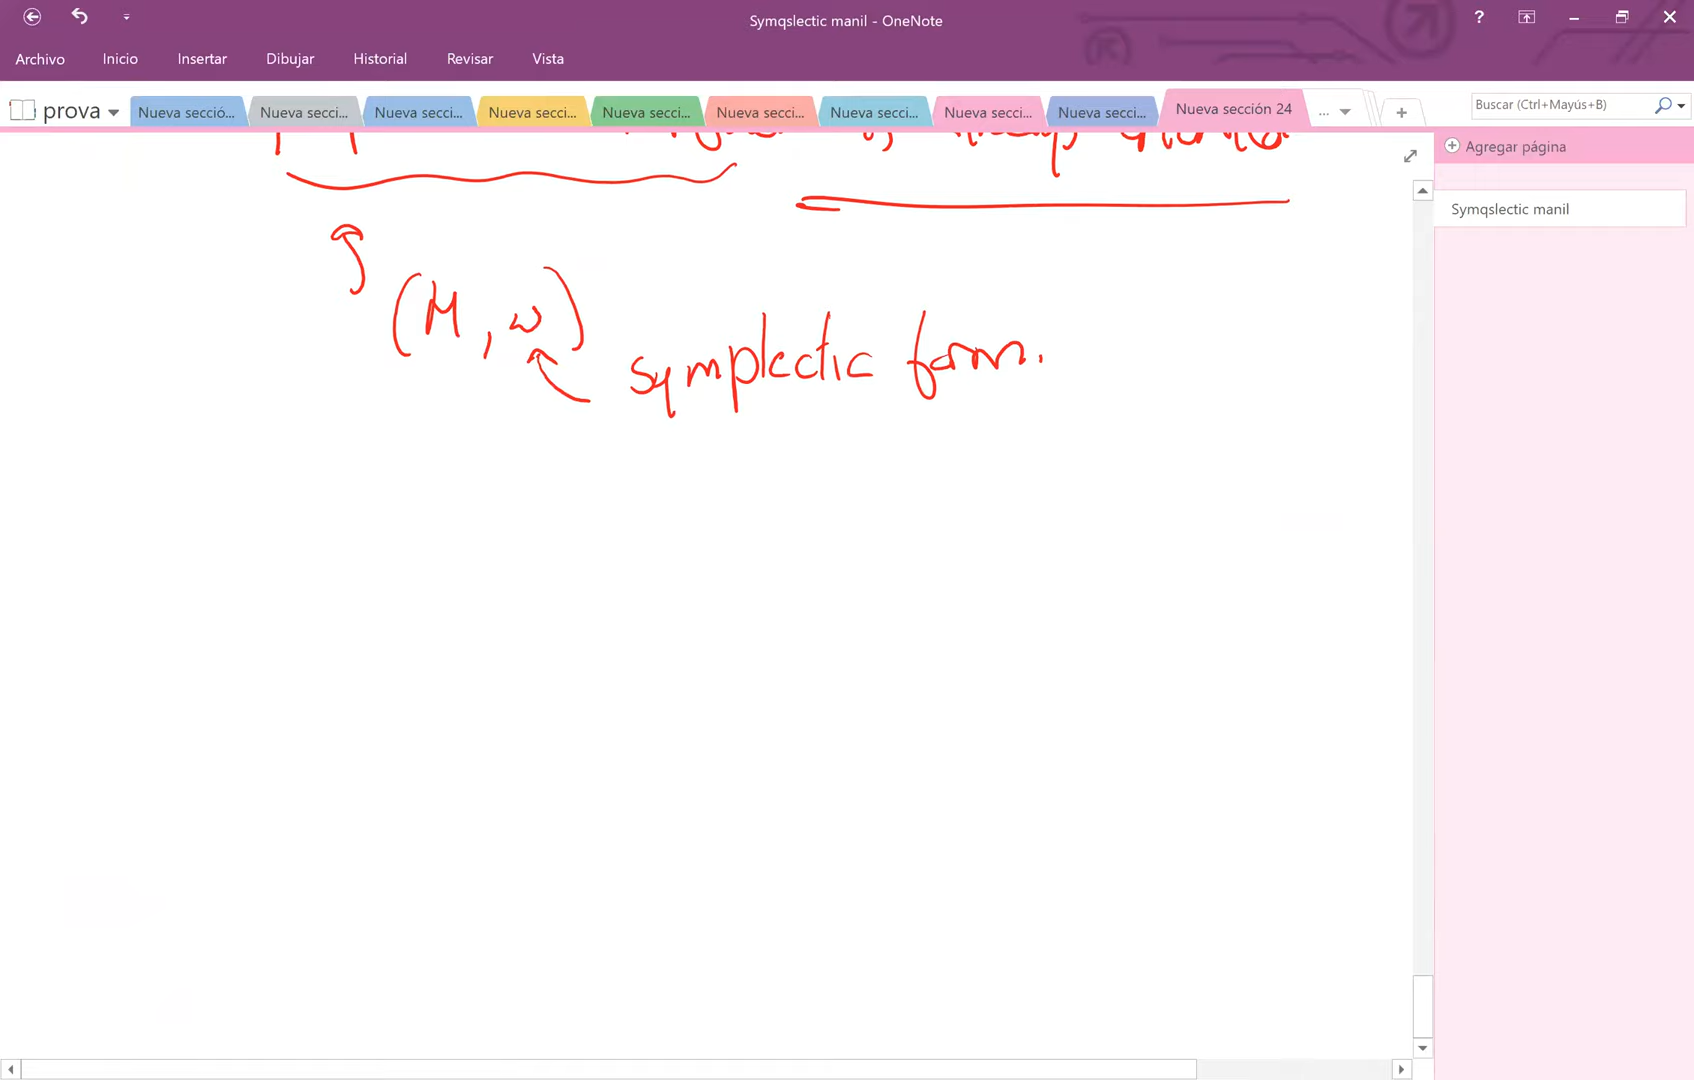 Symqslectic manil - OneNote
?
Archivo Inicio Insertar Dibujar Historial Revisar Vista
prova Nueva secció... Nueva secci... Nueva secci... Nueva secci... Nueva secci... Nueva secci... Nueva secci... Nueva secci... Nueva secci... Nueva sección 24 ... + Buscar (Ctrl+Mayús+B)
Agregar página
Symqslectic manil
(M, ω)
symplectic form.